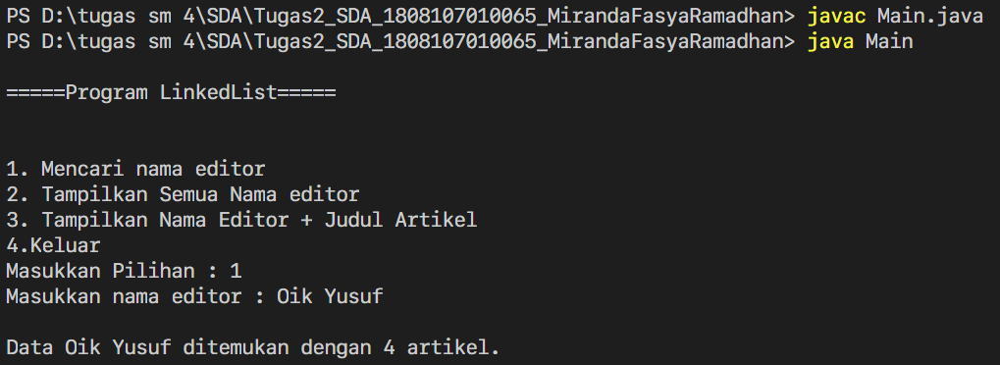 PS D:\tugas sm 4\SDA\Tugas2_SDA_1808107010065_MirandaFasyaRamadhan> javac Main.java
PS D:\tugas sm 4\SDA\Tugas2_SDA_1808107010065_MirandaFasyaRamadhan> java Main
=====Program LinkedList=====
1. Mencari nama editor
2. Tampilkan Semua Nama editor
3. Tampilkan Nama Editor + Judul Artikel
4.Keluar
Masukkan Pilihan : 1
Masukkan nama editor : Oik Yusuf
Data Oik Yusuf ditemukan dengan 4 artikel.